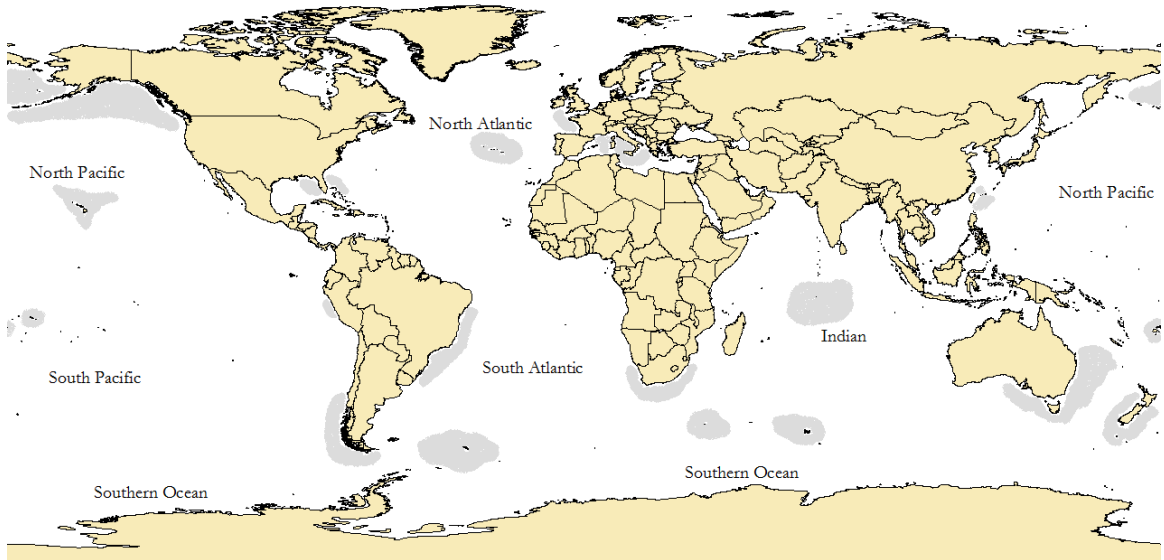 North Atlantic
North Pacific
North Pacific
Indian
South Atlantic
South Pacific
Southern Ocean
Southern Ocean